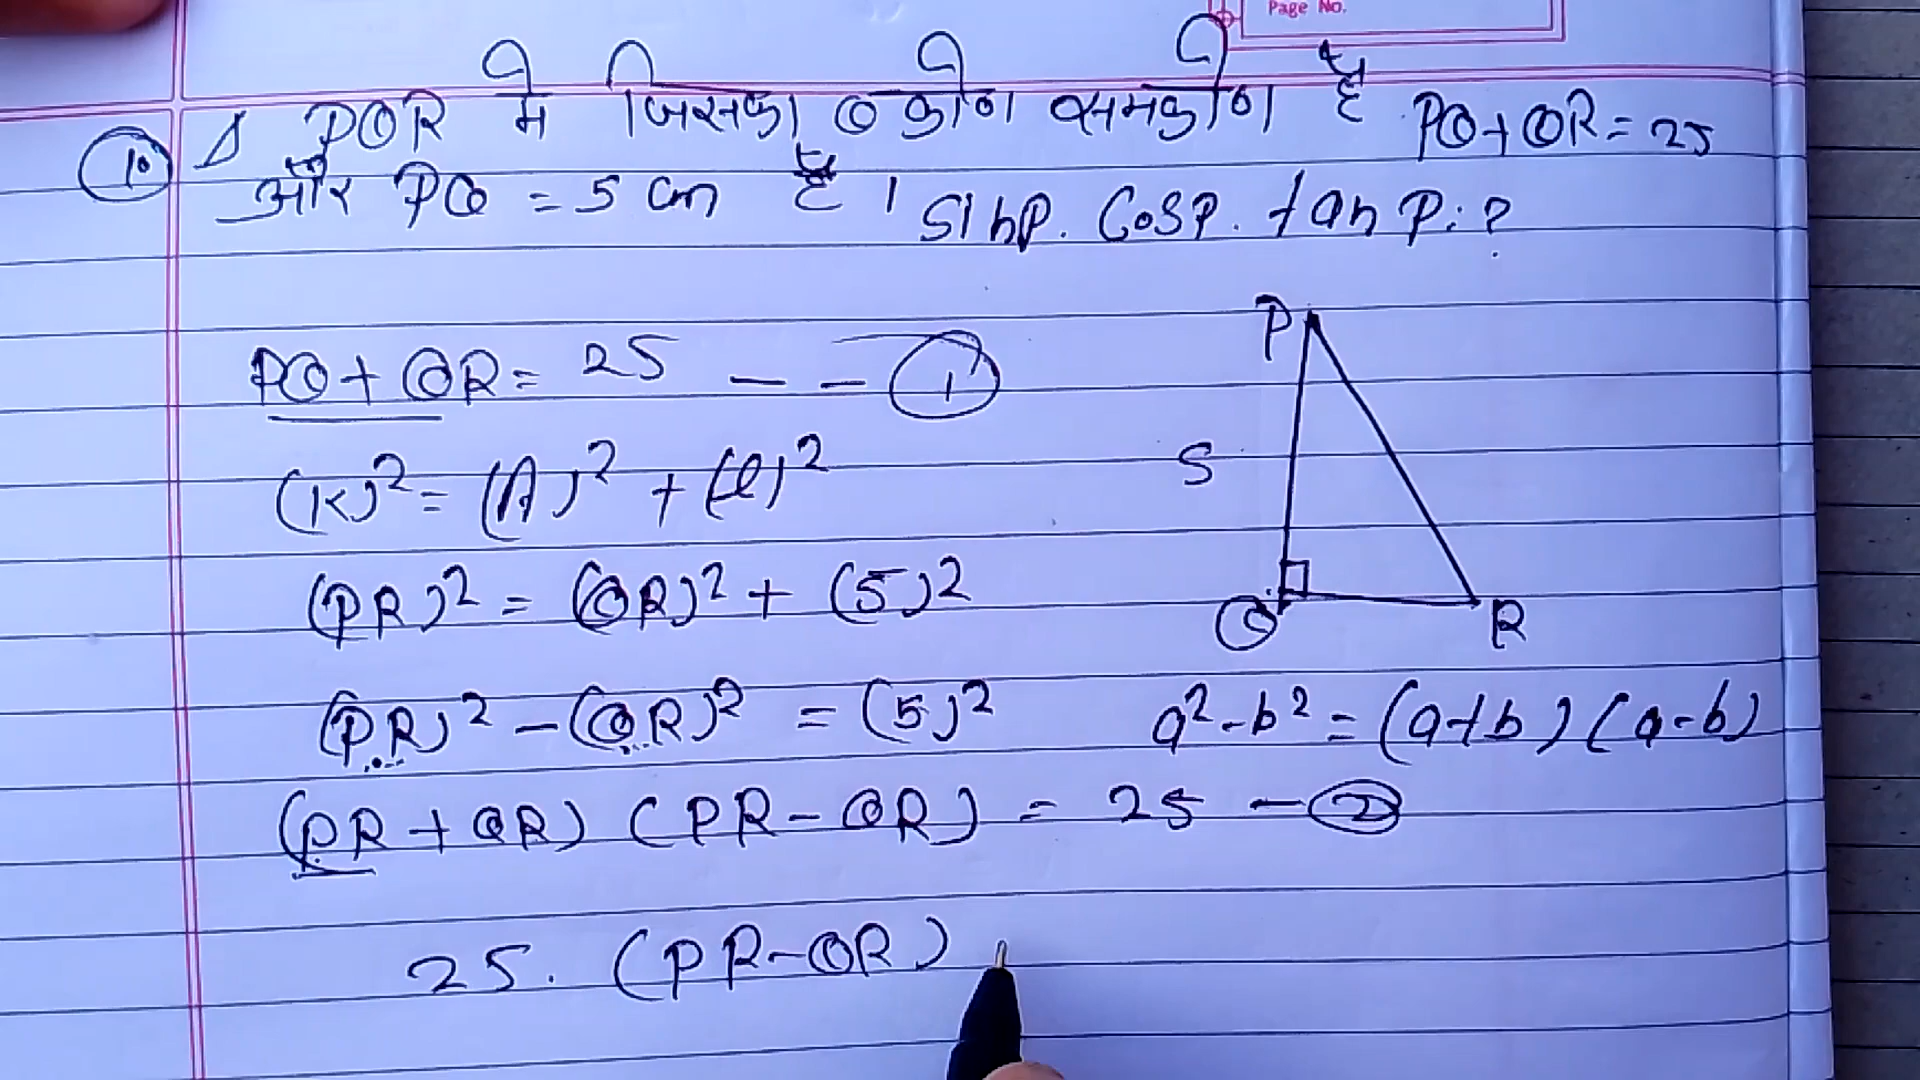 Page No.
10 Δ PQR में जिसका Q कोण समकोण है PQ+QR=25
और PQ = 5 cm है । SinP. CosP. tan P. ?
P
PQ+QR= 25 -- 1
(K)²= (A)² + (L)²
5
(PR)² = (QR)² + (5)²
Q R
(PR)² - (QR)² = (5)² a²-b² = (a+b) (a-b)
(PR+QR) (PR-QR) = 25 - 2
25. (PR-QR)